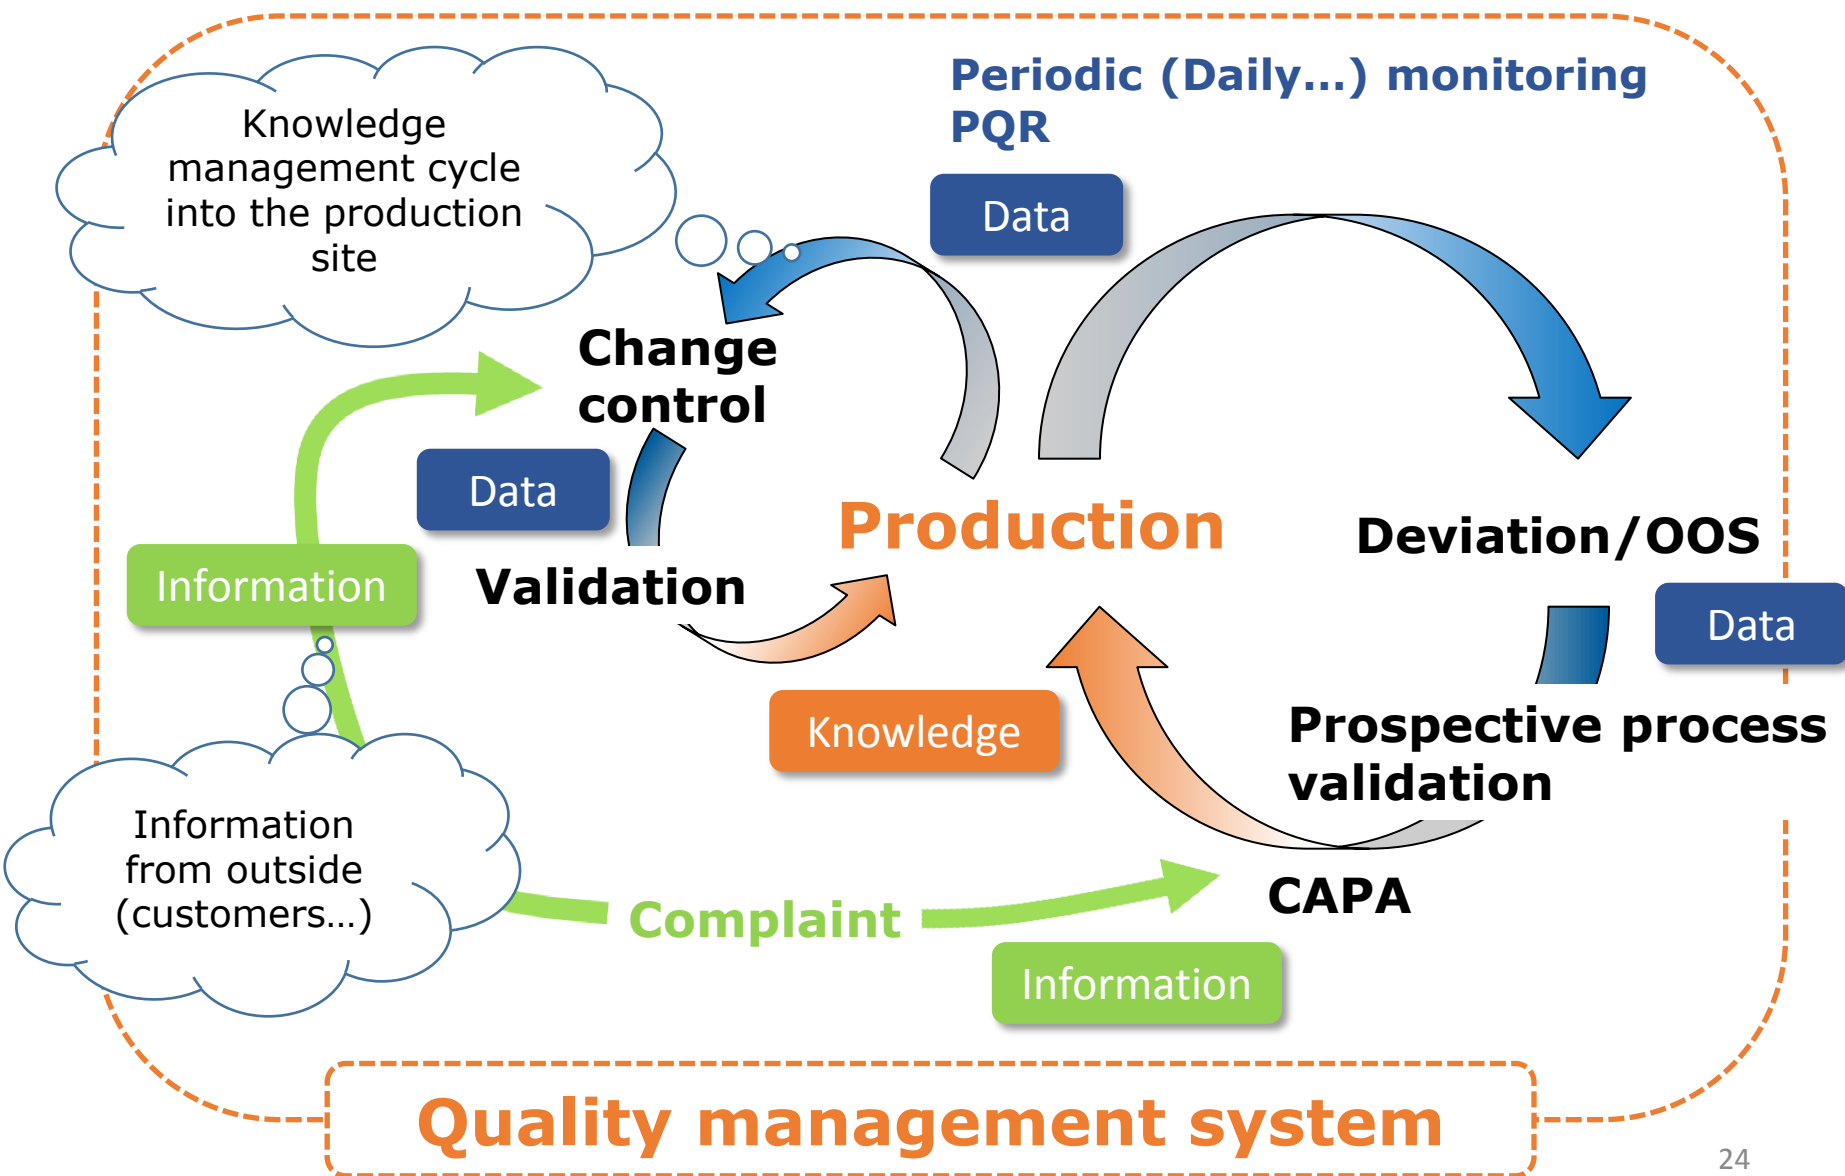 Periodic (Daily...) monitoring
PQR
Knowledge
management cycle
into the production
site
Data
Change
control
Data
Production
Deviation/OOS
Information
Validation
Data
Knowledge
Prospective process
validation
Information
from outside
(customers...)
Complaint
CAPA
Information
Quality management system
24